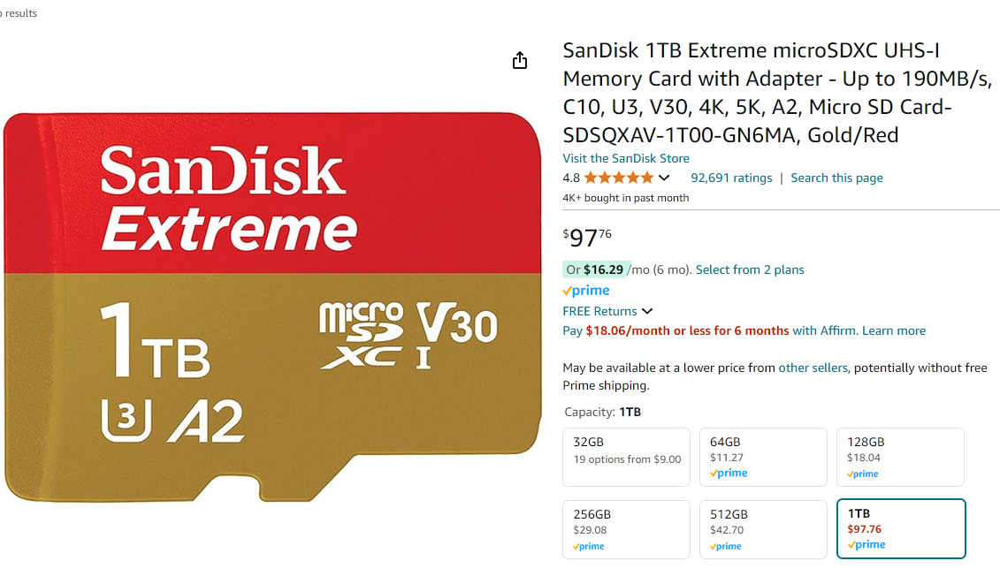 results
SanDisk
Extreme
1TB
micro SD XC I V30
U3 A2
SanDisk 1TB Extreme microSDXC UHS-I
Memory Card with Adapter - Up to 190MB/s,
C10, U3, V30, 4K, 5K, A2, Micro SD Card-
SDSQXAV-1T00-GN6MA, Gold/Red
Visit the SanDisk Store
4.8 92,691 ratings | Search this page
4K+ bought in past month
$97.76
Or $16.29 /mo (6 mo). Select from 2 plans
prime
FREE Returns
Pay $18.06/month or less for 6 months with Affirm. Learn more
May be available at a lower price from other sellers, potentially without free
Prime shipping.
Capacity: 1TB
32GB
19 options from $9.00
64GB
$11.27
prime
128GB
$18.04
prime
256GB
$29.08
prime
512GB
$42.70
prime
1TB
$97.76
prime